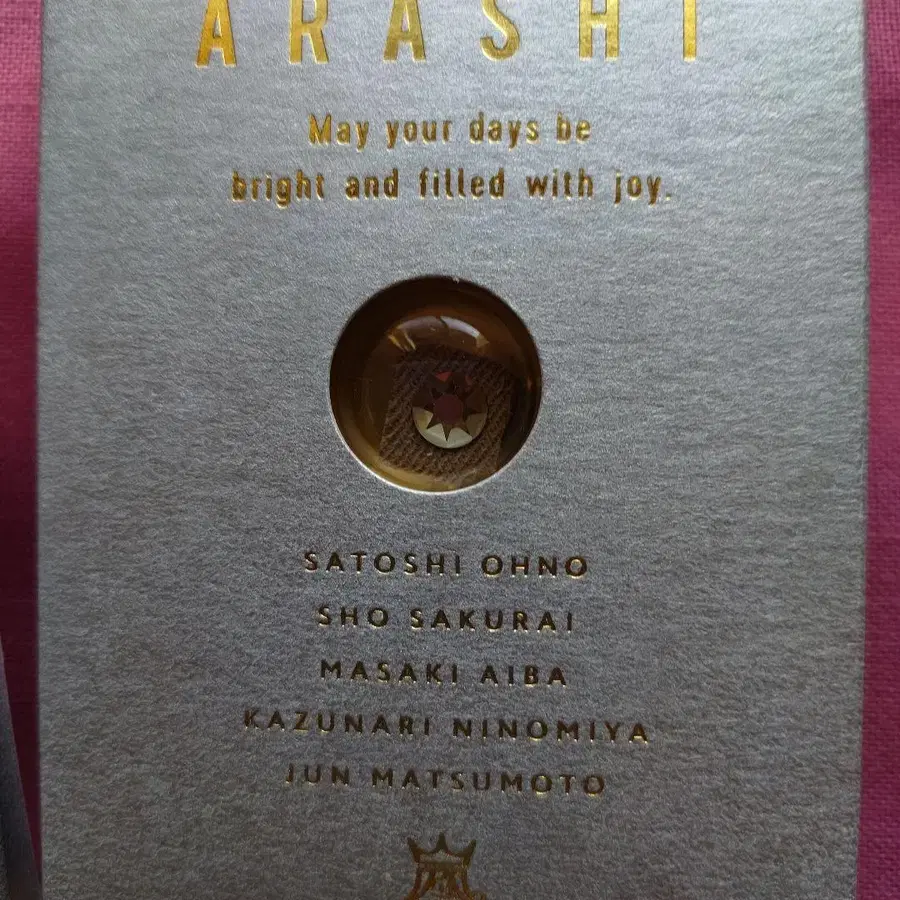 ARASHI
May your days be
bright and filled with joy.
SATOSHI OHNO
SHO SAKURAI
MASAKI AIBA
KAZUNARI NINOMIYA
JUN MATSUMOTO